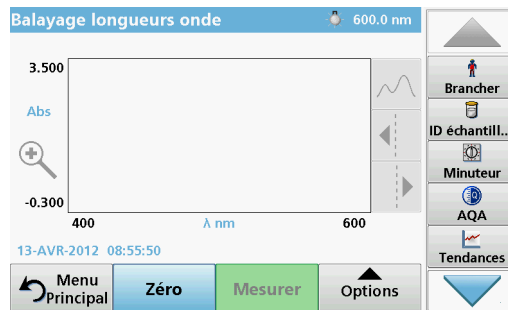 Balayage longueurs onde
600.0 nm
3.500
Abs
-0.300
400
λ nm
600
13-AVR-2012 08:55:50
Menu
Principal
Zéro
Mesurer
Options
Brancher
ID échantill..
Minuteur
AQA
Tendances